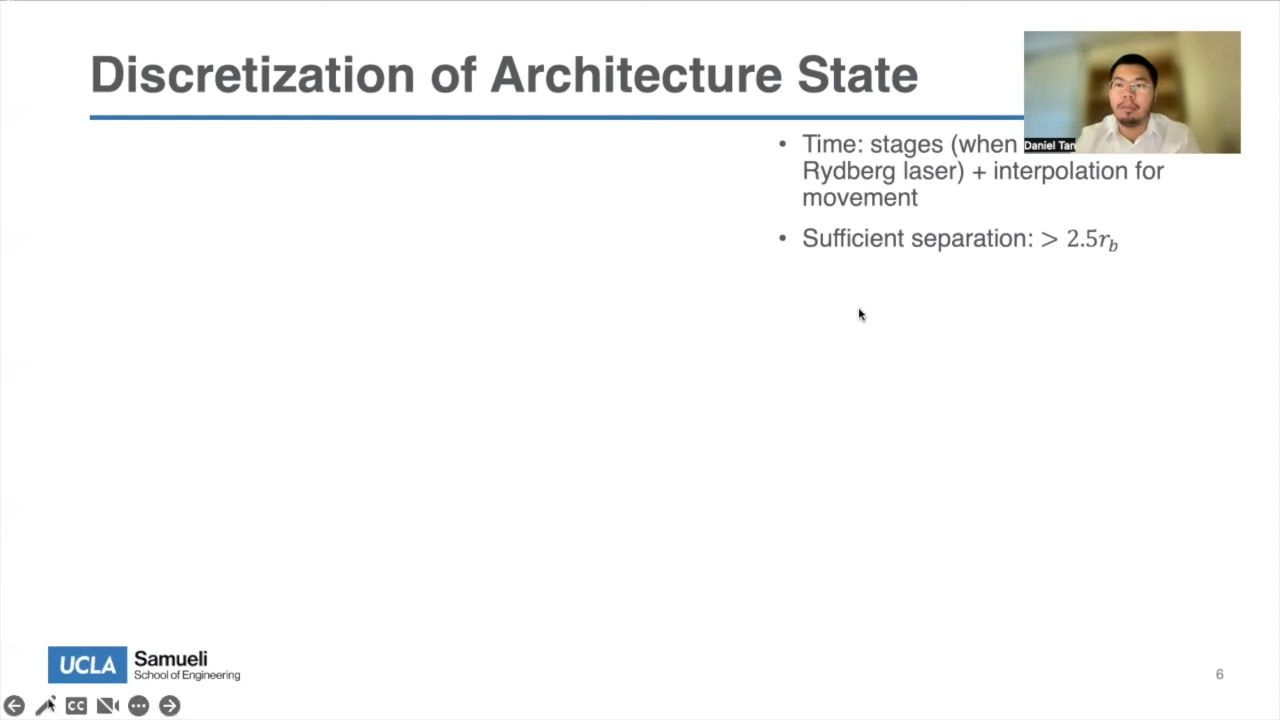 Discretization of Architecture State
• Time: stages (when
Rydberg laser) + interpolation for
movement
• Sufficient separation: > 2.5r_b
Daniel Tan
UCLA Samueli
School of Engineering
6
CC